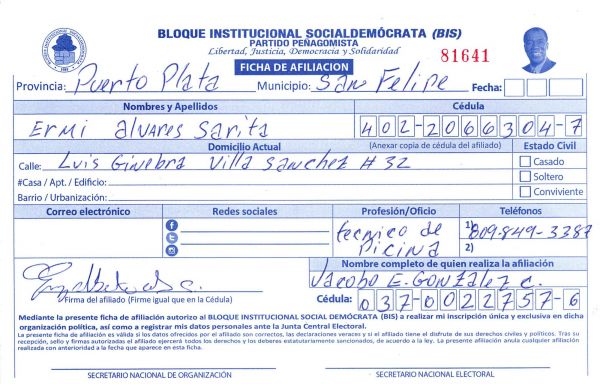 BLOQUE INSTITUCIONAL SOCIALDEMÓCRATA (BIS)
PARTIDO PEÑAGOMISTA
Libertad, Justicia, Democracia y Solidaridad
81641
FICHA DE AFILIACION
Provincia: Puerto Plata Municipio: San Felipe Fecha:
Nombres y Apellidos Cédula
Ermi alvares Sarita 402-2066304-7
Domicilio Actual (Anexar copia de cédula del afiliado) Estado Civil
Calle: Luis Ginebra Villa Sanchez # 32 Casado
#Casa / Apt. / Edificio: Soltero
Barrio / Urbanización: Conviviente
Correo electrónico Redes sociales Profesión/Oficio Teléfonos
tecnico de Picina 1) 809-849-3387
2)
Nombre completo de quien realiza la afiliación
Jacobo E. GONZALEZ C.
Firma del afiliado (Firme igual que en la Cédula) Cédula: 037-0022757-6
Mediante la presente ficha de afiliación autorizo al BLOQUE INSTITUCIONAL SOCIAL DEMÓCRATA (BIS) a realizar mi inscripción única y exclusiva en dicha
organización política, así como a registrar mis datos personales ante la Junta Central Electoral.
La presente ficha de afiliación es válida si los datos ofrecidos por el afiliado son correctos, las declaraciones veraces y si el afiliado tiene el disfrute de sus derechos civiles y políticos. Tras su
recepción, sello y firmas autorizadas el afiliado ejercerá todos los derechos y los deberes estatutariamente sancionados, de acuerdo a la ley. La presente afiliación anula cualquier afiliación
realizada con anterioridad a la fecha que aparece en esta ficha.
SECRETARIO NACIONAL DE ORGANIZACIÓN SECRETARIO NACIONAL ELECTORAL